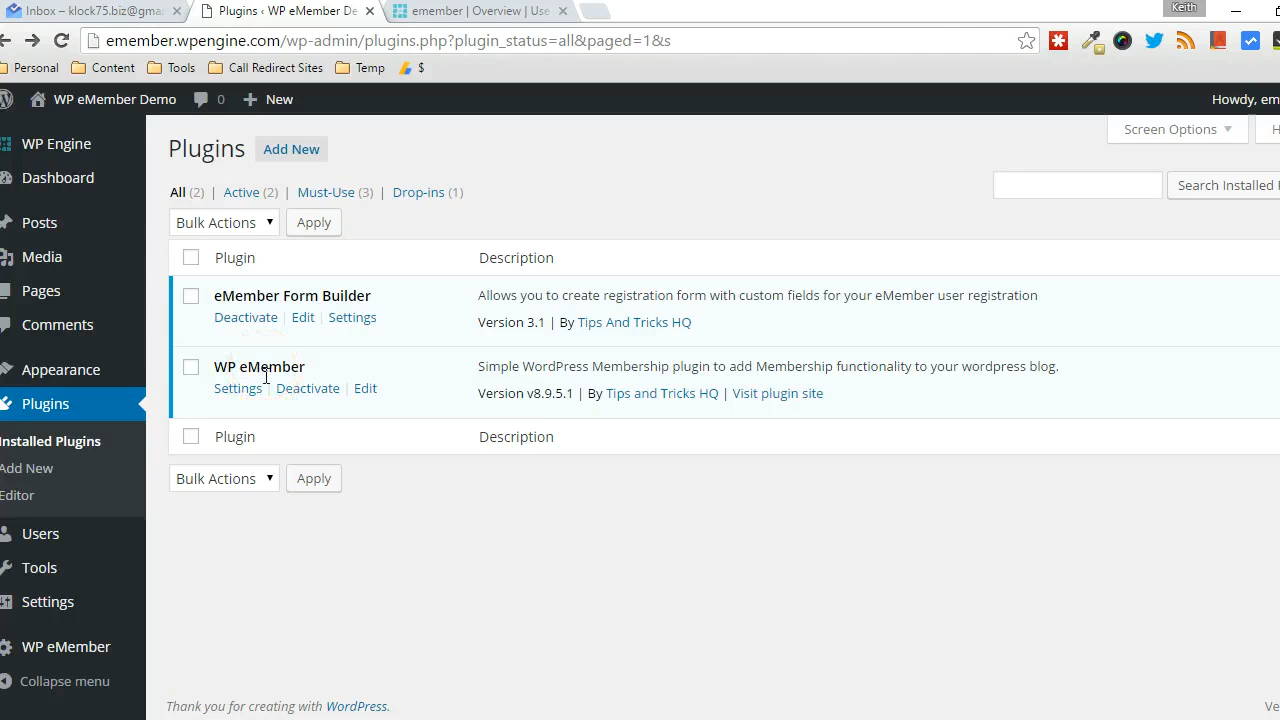 Inbox – klock75.biz@gma
Plugins ‹ WP eMember De
emember | Overview | Use
Keith
emember.wpengine.com/wp-admin/plugins.php?plugin_status=all&paged=1&s
Personal
Content
Tools
Call Redirect Sites
Temp
$
WP eMember Demo
0
New
Howdy, em
WP Engine
Dashboard
Posts
Media
Pages
Comments
Appearance
Plugins
Installed Plugins
Add New
Editor
Users
Tools
Settings
WP eMember
Collapse menu
Plugins Add New
Screen Options
H
All (2) | Active (2) | Must-Use (3) | Drop-ins (1)
Search Installed P
Bulk Actions Apply
Plugin Description
eMember Form Builder
Deactivate | Edit | Settings
Allows you to create registration form with custom fields for your eMember user registration
Version 3.1 | By Tips And Tricks HQ
WP eMember
Settings | Deactivate | Edit
Simple WordPress Membership plugin to add Membership functionality to your wordpress blog.
Version v8.9.5.1 | By Tips and Tricks HQ | Visit plugin site
Plugin Description
Bulk Actions Apply
Thank you for creating with WordPress.
Ve